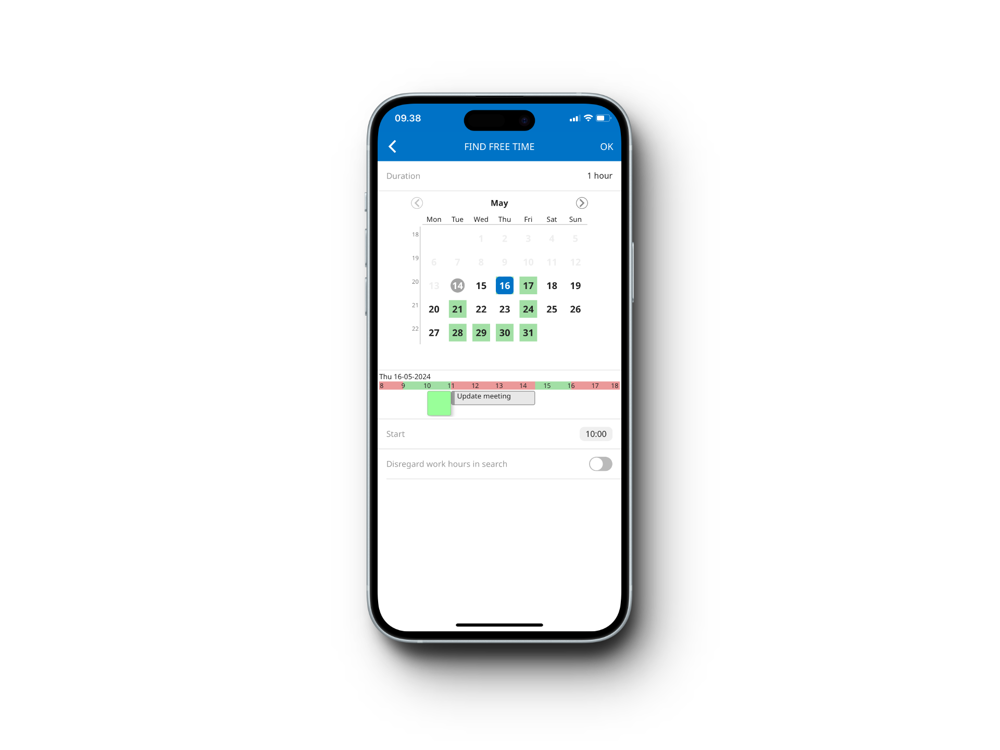 09.38
FIND FREE TIME OK
Duration 1 hour
May
Mon Tue Wed Thu Fri Sat Sun
18 1 2 3 4 5
19 6 7 8 9 10 11 12
20 13 14 15 16 17 18 19
21 20 21 22 23 24 25 26
22 27 28 29 30 31
Thu 16-05-2024
8 9 10 11 12 13 14 15 16 17 18
Update meeting
Start 10:00
Disregard work hours in search